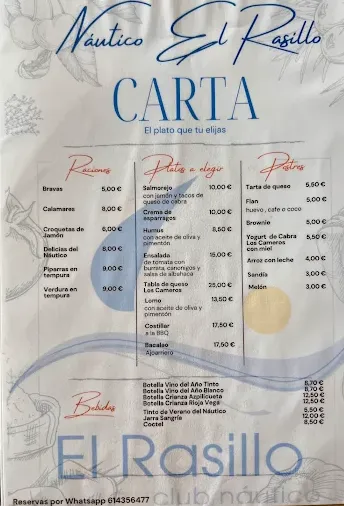 Náutico El Rasillo
CARTA
El plato que tu elijas
Raciones
Bravas 5,00 €
Calamares 8,00 €
Croquetas de
Jamón 6,00 €
Delicias del
Náutico 8,00 €
Piparras en
tempura 9,00 €
Verdura en
tempura 9,00 €
Platos a elegir
Salmorejo 10,00 €
con jamón y tacos de
queso de cabra
Crema de
esparragos 10,00 €
Humus 8,50 €
con aceite de oliva y
pimentón
Ensalada 15,00 €
de tomata con
burrata, canonigos y
salsa de albahaca
Tabla de queso 25,00 €
Los Cameros
Lomo 13,50 €
con aceite de oliva y
pimentón
Costillar 17,50 €
a la BBQ
Bacalao 17,50 €
Ajoarriero
Postres
Tarta de queso 5,50 €
Flan 5,00 €
huevo, cafe o coco
Brownie 5,00 €
Yogurt de Cabra 5,50 €
Los Cameros
con miel
Arroz con leche 4,00 €
Sandía 3,00 €
Melón 3,00 €
Bebidas
Botella Vino del Año Tinto 8,70 €
Botella Vino del Año Blanco 8,70 €
Botella Crianza Azpilicueta 12,50 €
Botella Crianza Rioja Vega 12,50 €
Tinto de Verano del Náutico 5,50 €
Jarra Sangría 12,00 €
Coctel 8,50 €
El Rasillo
club náutico
Reservas por Whatsapp 614356477